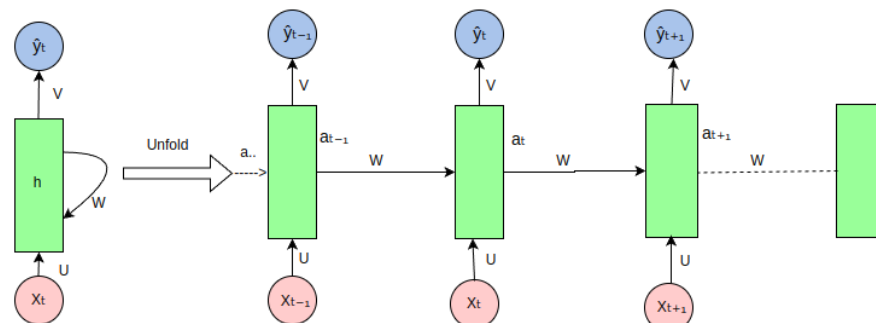 ŷt
V
h
W
U
Xt
Unfold
a..
ŷt−1
V
at−1
W
U
Xt−1
ŷt
V
at
W
U
Xt
ŷt+1
V
at+1
W
U
Xt+1